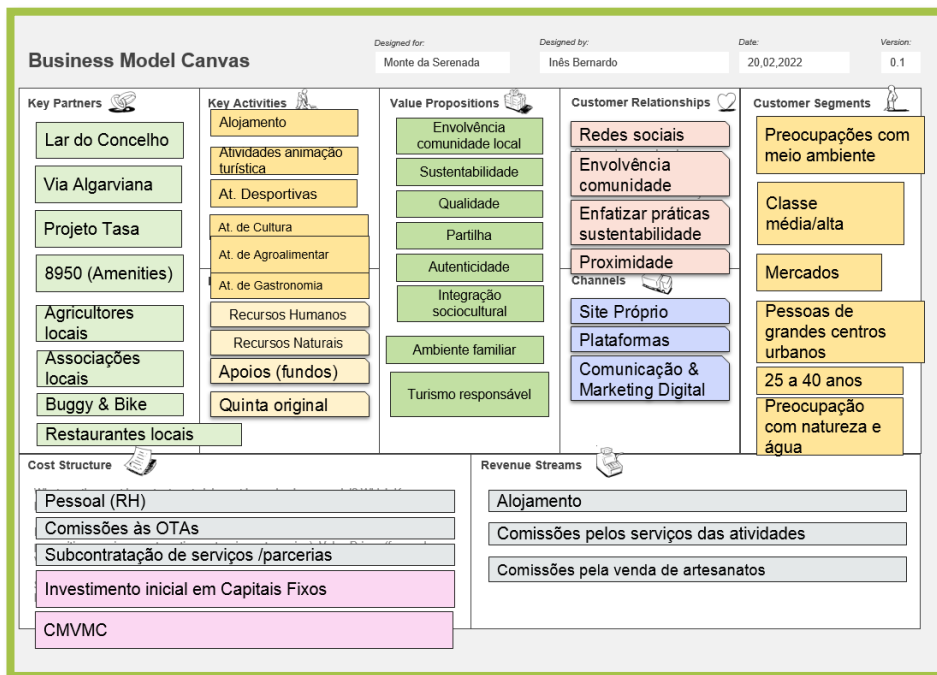 Business Model Canvas
Designed for:
Monte da Serenada
Designed by:
Inês Bernardo
Date:
20,02,2022
Version:
0.1
Key Partners
Lar do Concelho
Via Algarviana
Projeto Tasa
8950 (Amenities)
Agricultores
locais
Associações
locais
Buggy & Bike
Restaurantes locais
Key Activities
Alojamento
Atividades animação
turística
At. Desportivas
At. de Cultura
At. de Agroalimentar
At. de Gastronomia
Recursos Humanos
Recursos Naturais
Apoios (fundos)
Quinta original
Value Propositions
Envolvência
comunidade local
Sustentabilidade
Qualidade
Partilha
Autenticidade
Integração
sociocultural
Ambiente familiar
Turismo responsável
Customer Relationships
Redes sociais
Envolvência
comunidade
Enfatizar práticas
sustentabilidade
Proximidade
Channels
Site Próprio
Plataformas
Comunicação &
Marketing Digital
Customer Segments
Preocupações com
meio ambiente
Classe
média/alta
Mercados
Pessoas de
grandes centros
urbanos
25 a 40 anos
Preocupação
com natureza e
água
Cost Structure
Pessoal (RH)
Comissões às OTAs
Subcontratação de serviços /parcerias
Investimento inicial em Capitais Fixos
CMVMC
Revenue Streams
Alojamento
Comissões pelos serviços das atividades
Comissões pela venda de artesanatos